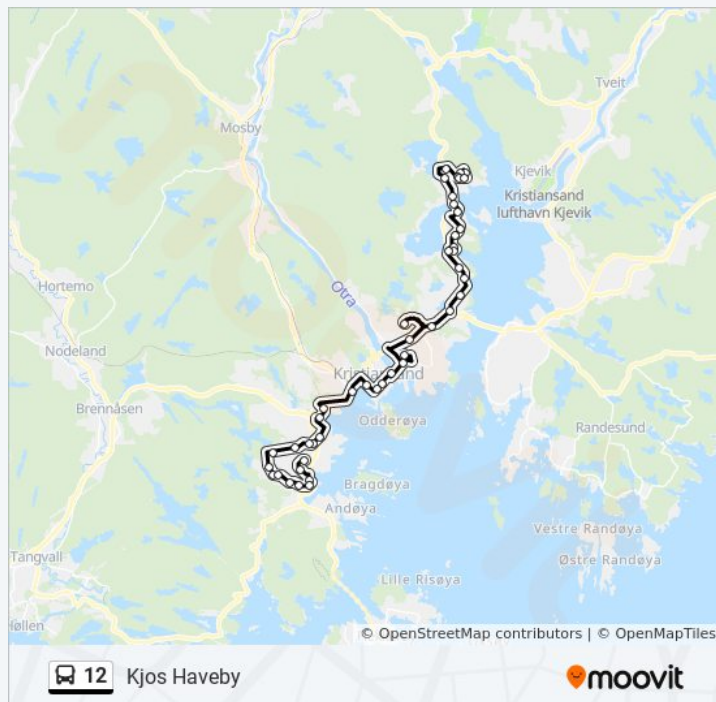 Tveit
Mosby
Kjevik
Kristiansand
lufthavn Kjevik
Otra
Hortemo
Nodeland
Kristiansand
Brennåsen
Odderøya
Randesund
Bragdøya
Andøya
Vestre Randøya
Østre Randøya
Tangvall
Lille Risøya
Høllen
© OpenStreetMap contributors | © OpenMapTiles
12 Kjos Haveby
moovit